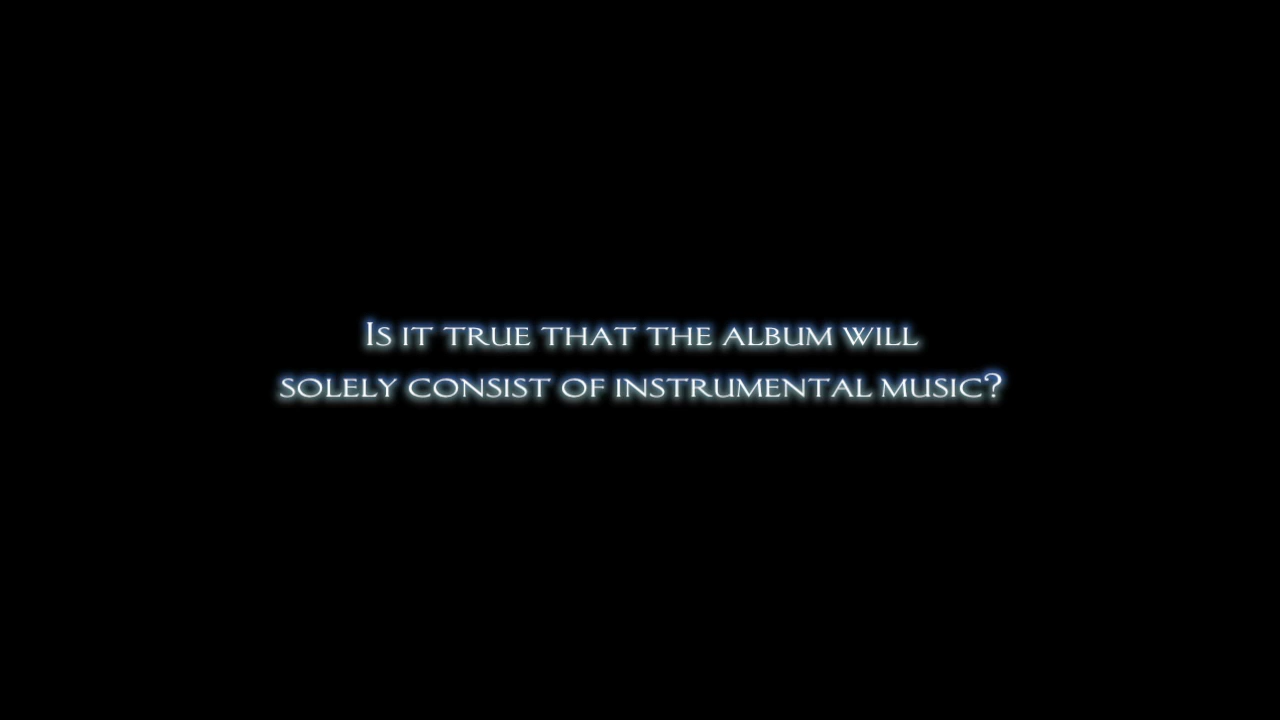 Is it true that the album will
solely consist of instrumental music?